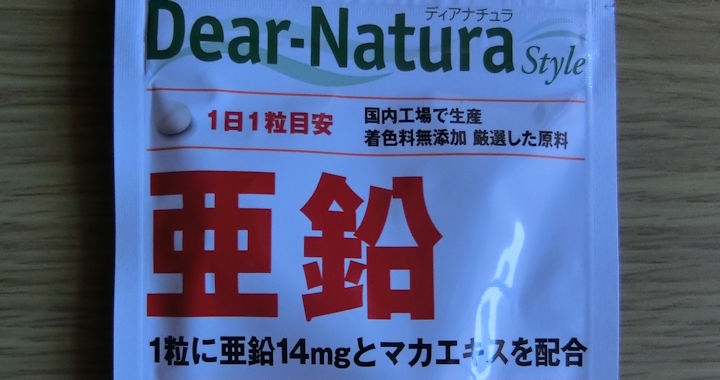 ディアナチュラ
Dear-Natura
Style
1日1粒目安
国内工場で生産
着色料無添加 厳選した原料
亜鉛
1粒に亜鉛14mgとマカエキスを配合